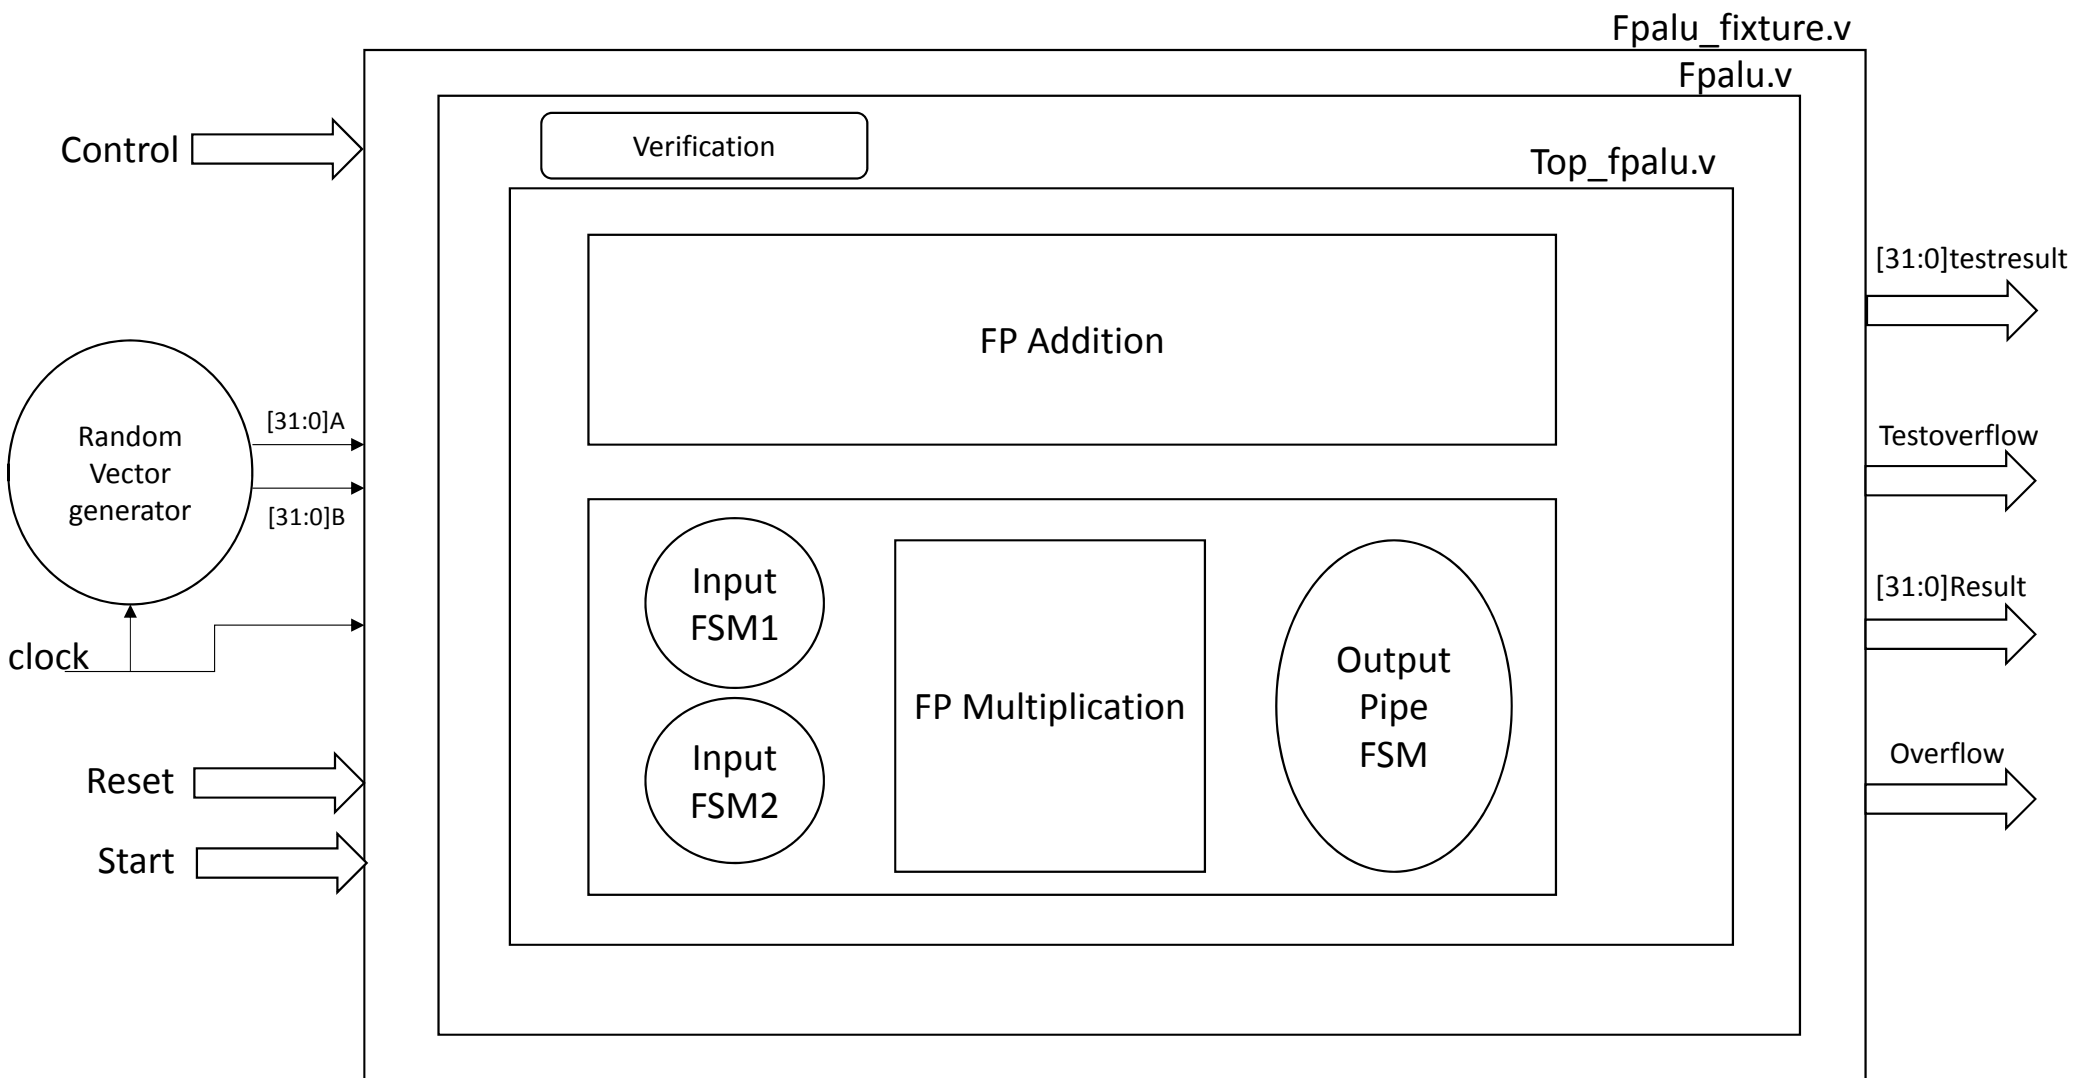 Fpalu_fixture.v
Fpalu.v
Control
Verification
Top_fpalu.v
[31:0]testresult
FP Addition
Random
Vector
generator
[31:0]A
[31:0]B
Testoverflow
clock
Input
FSM1
Input
FSM2
FP Multiplication
Output
Pipe
FSM
[31:0]Result
Reset
Start
Overflow